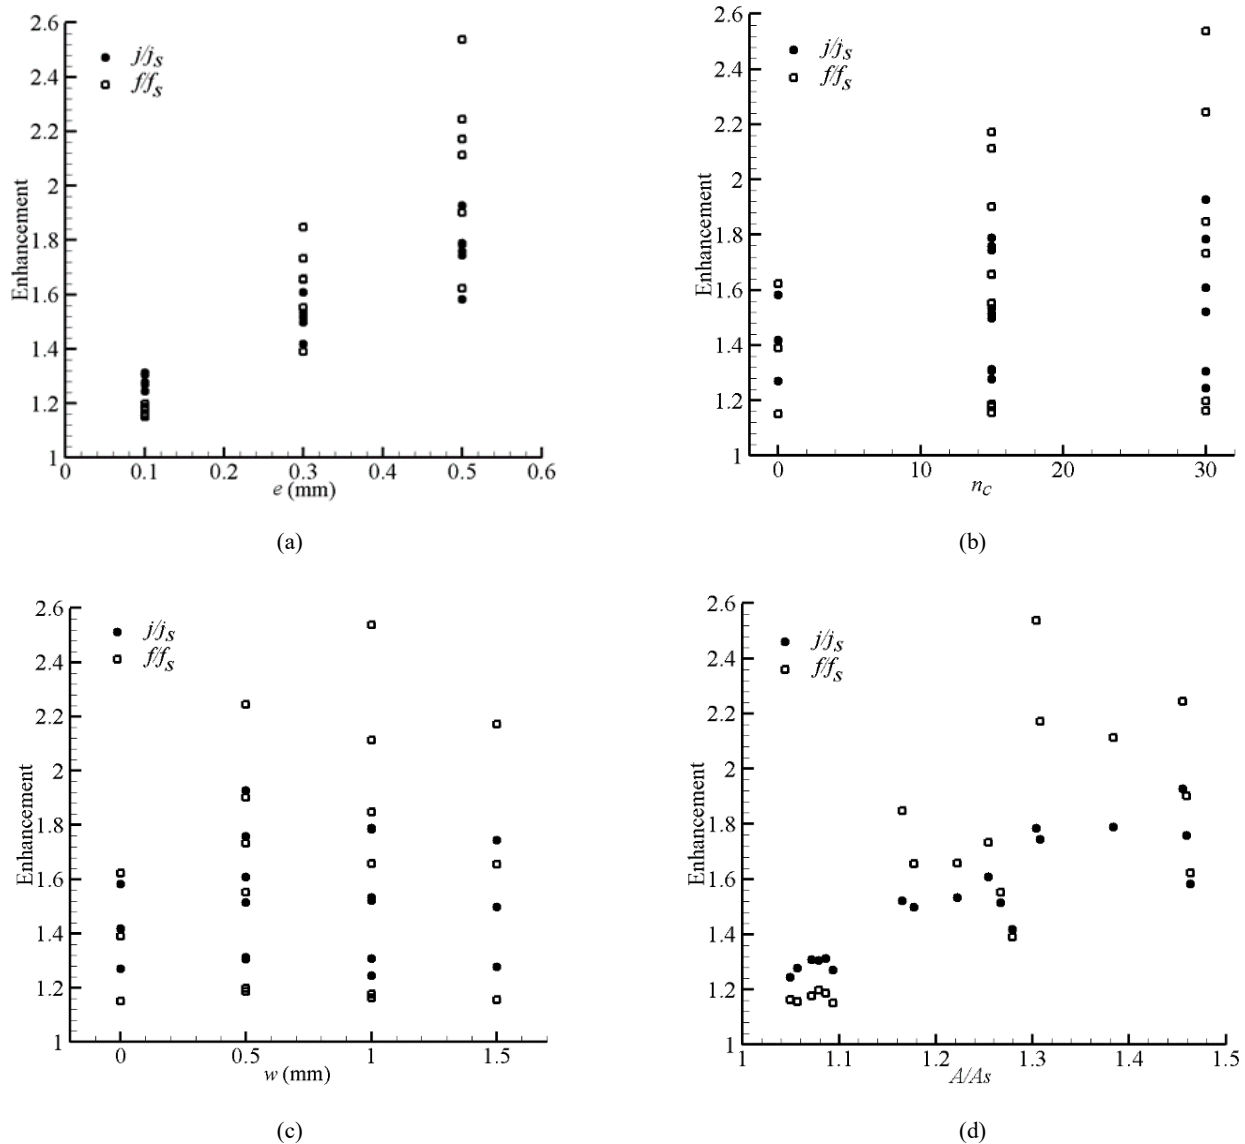 2.6
2.4
2.2
2
1.8
1.6
1.4
1.2
1
Enhancement
j/js
f/fs
0 0.1 0.2 0.3 0.4 0.5 0.6
e (mm)
(a)
2.6
2.4
2.2
2
1.8
1.6
1.4
1.2
1
Enhancement
j/js
f/fs
0 10 20 30
nc
(b)
2.6
2.4
2.2
2
1.8
1.6
1.4
1.2
1
Enhancement
j/js
f/fs
0 0.5 1 1.5
w (mm)
(c)
2.6
2.4
2.2
2
1.8
1.6
1.4
1.2
1
Enhancement
j/js
f/fs
1 1.1 1.2 1.3 1.4 1.5
A/As
(d)